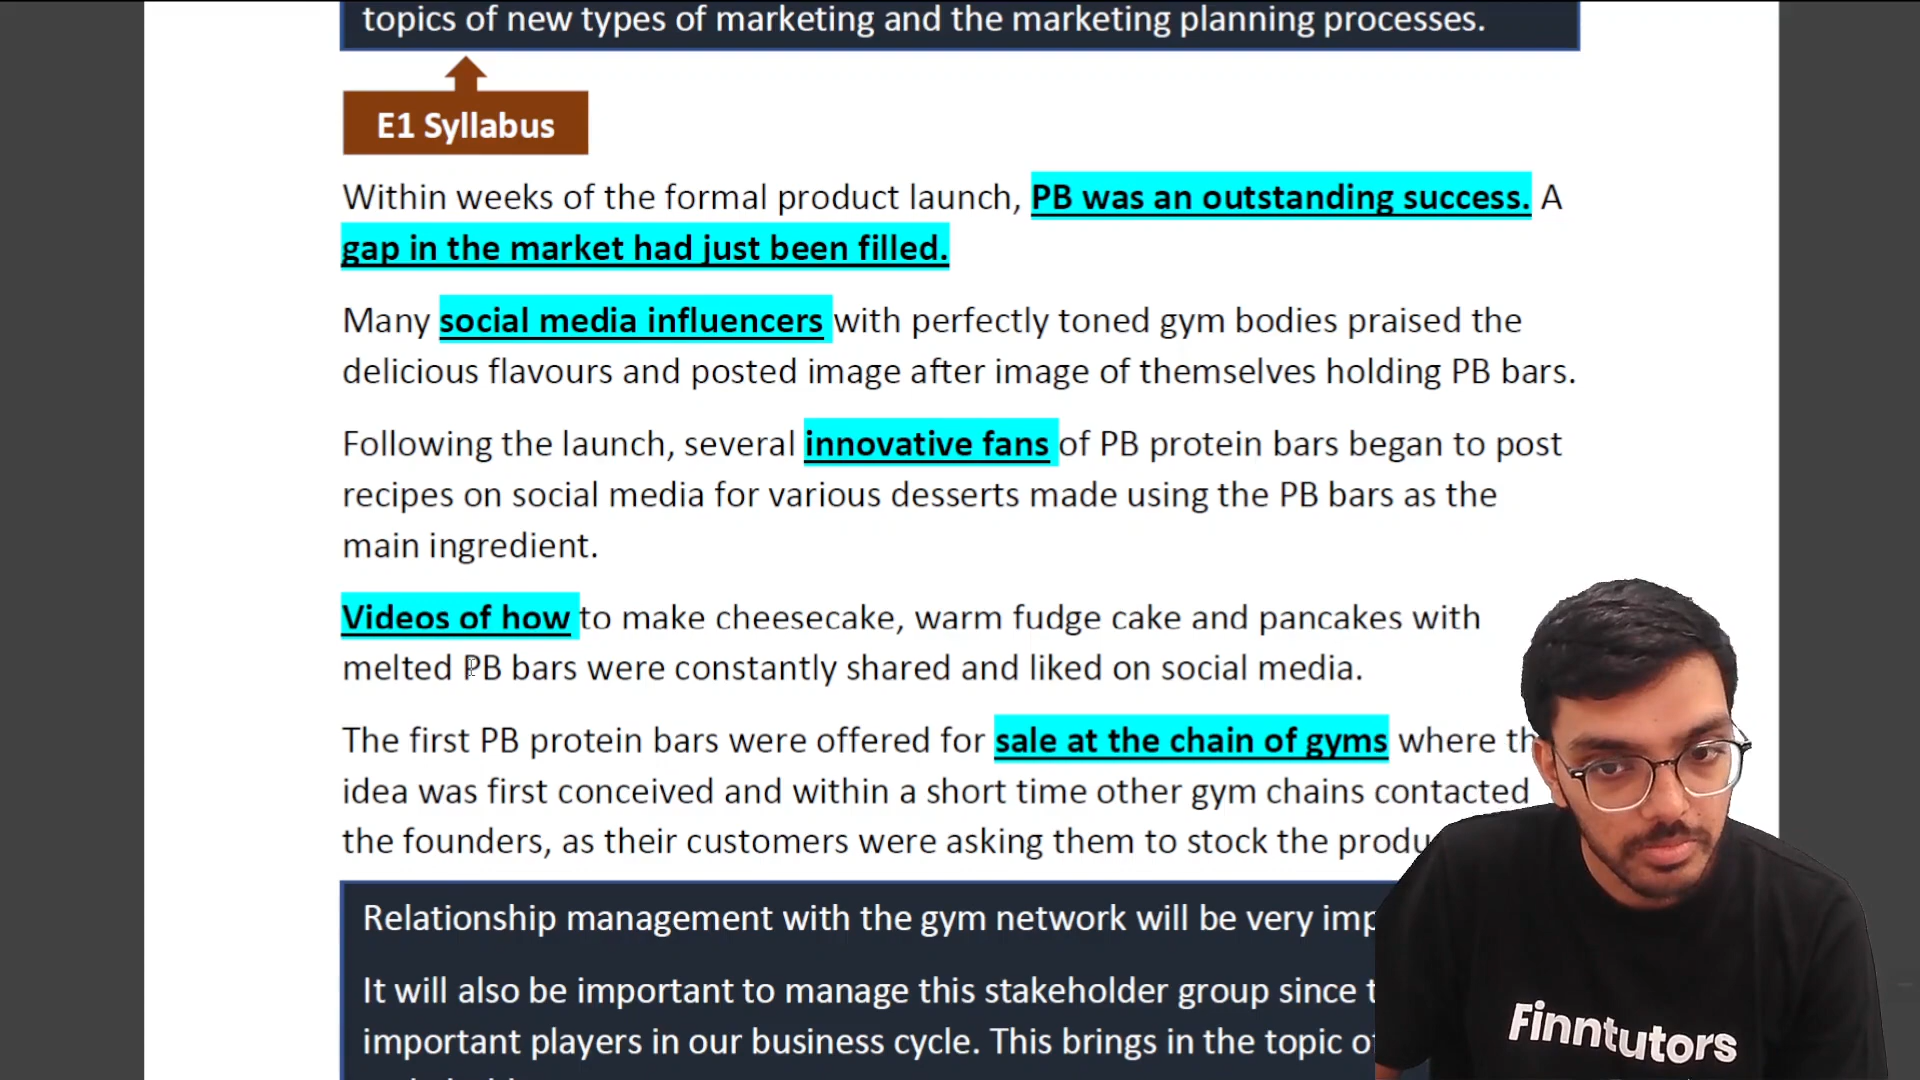 topics of new types of marketing and the marketing planning processes.
E1 Syllabus
Within weeks of the formal product launch, PB was an outstanding success. A
gap in the market had just been filled.
Many social media influencers with perfectly toned gym bodies praised the
delicious flavours and posted image after image of themselves holding PB bars.
Following the launch, several innovative fans of PB protein bars began to post
recipes on social media for various desserts made using the PB bars as the
main ingredient.
Videos of how to make cheesecake, warm fudge cake and pancakes with
melted PB bars were constantly shared and liked on social media.
The first PB protein bars were offered for sale at the chain of gyms where
idea was first conceived and within a short time other gym chains contacted
the founders, as their customers were asking them to stock the
Relationship management with the gym network will be very
It will also be important to manage this stakeholder group since
important players in our business cycle. This brings in the topic
Finntutors